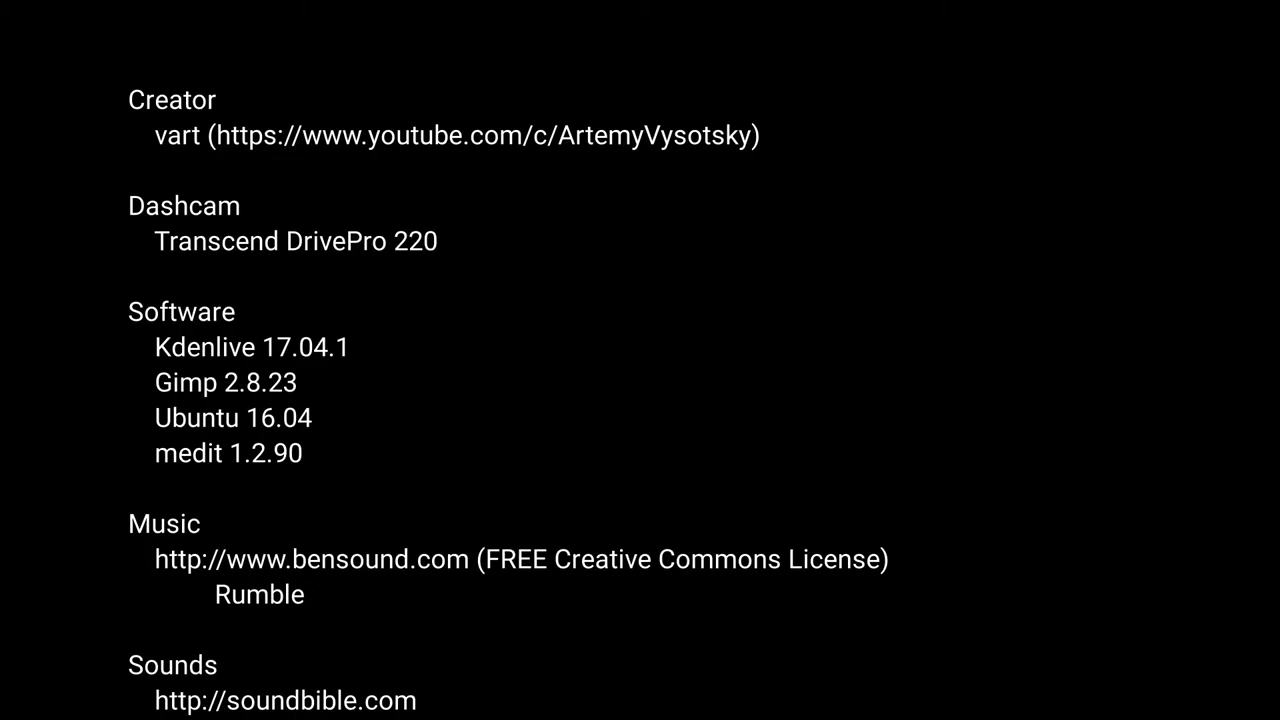 Creator
vart (https://www.youtube.com/c/ArtemyVysotsky)
Dashcam
Transcend DrivePro 220
Software
Kdenlive 17.04.1
Gimp 2.8.23
Ubuntu 16.04
medit 1.2.90
Music
http://www.bensound.com (FREE Creative Commons License)
Rumble
Sounds
http://soundbible.com